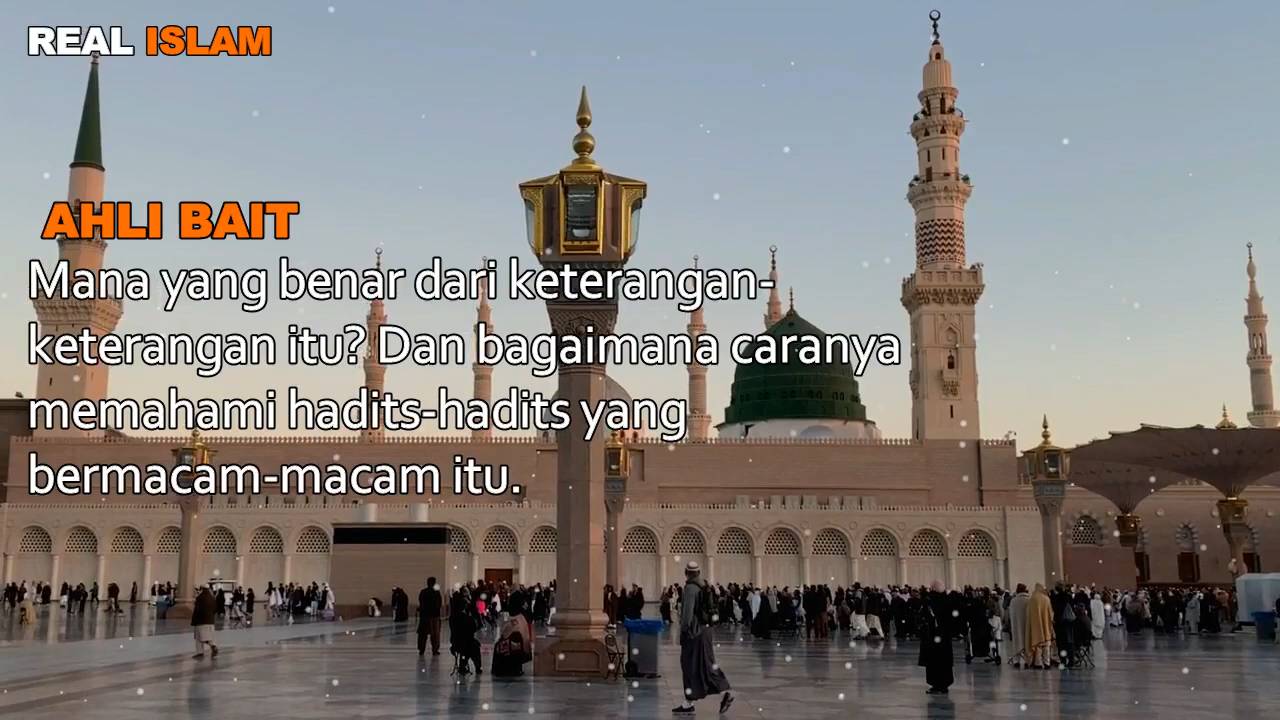 REAL ISLAM
AHLI BAIT
Mana yang benar dari keterangan-
keterangan itu? Dan bagaimana caranya
memahami hadits-hadits yang
bermacam-macam itu.